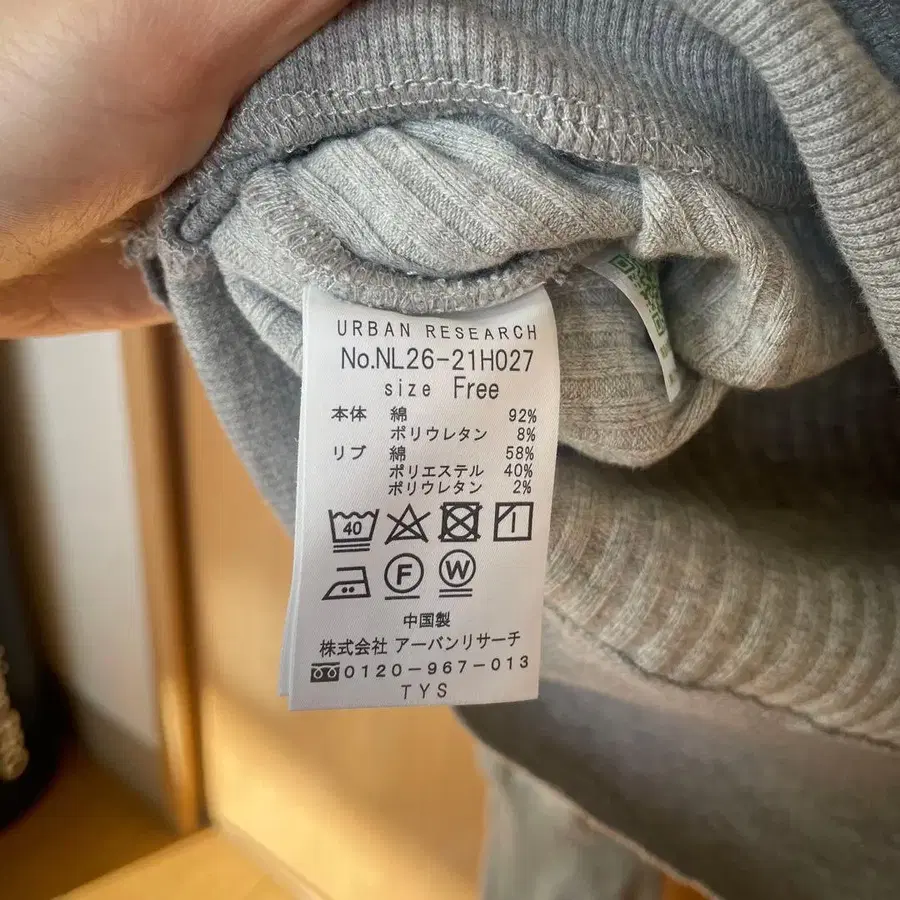 URBAN RESEARCH
No.NL26-21H027
size Free
本体 綿 92%
ポリウレタン 8%
リブ 綿 58%
ポリエステル 40%
ポリウレタン 2%
40
F W
中国製
株式会社 アーバンリサーチ
0120-967-013
TYS